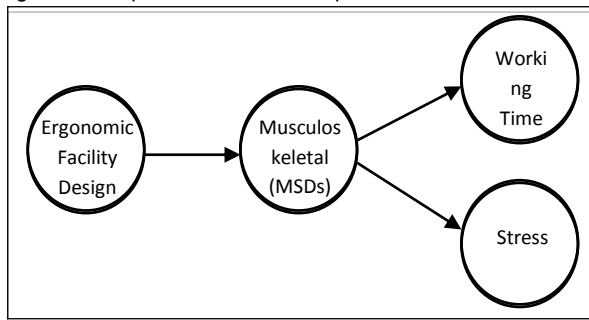 Worki
ng
Time
Ergonomic
Facility
Design
Musculos
keletal
(MSDs)
Stress